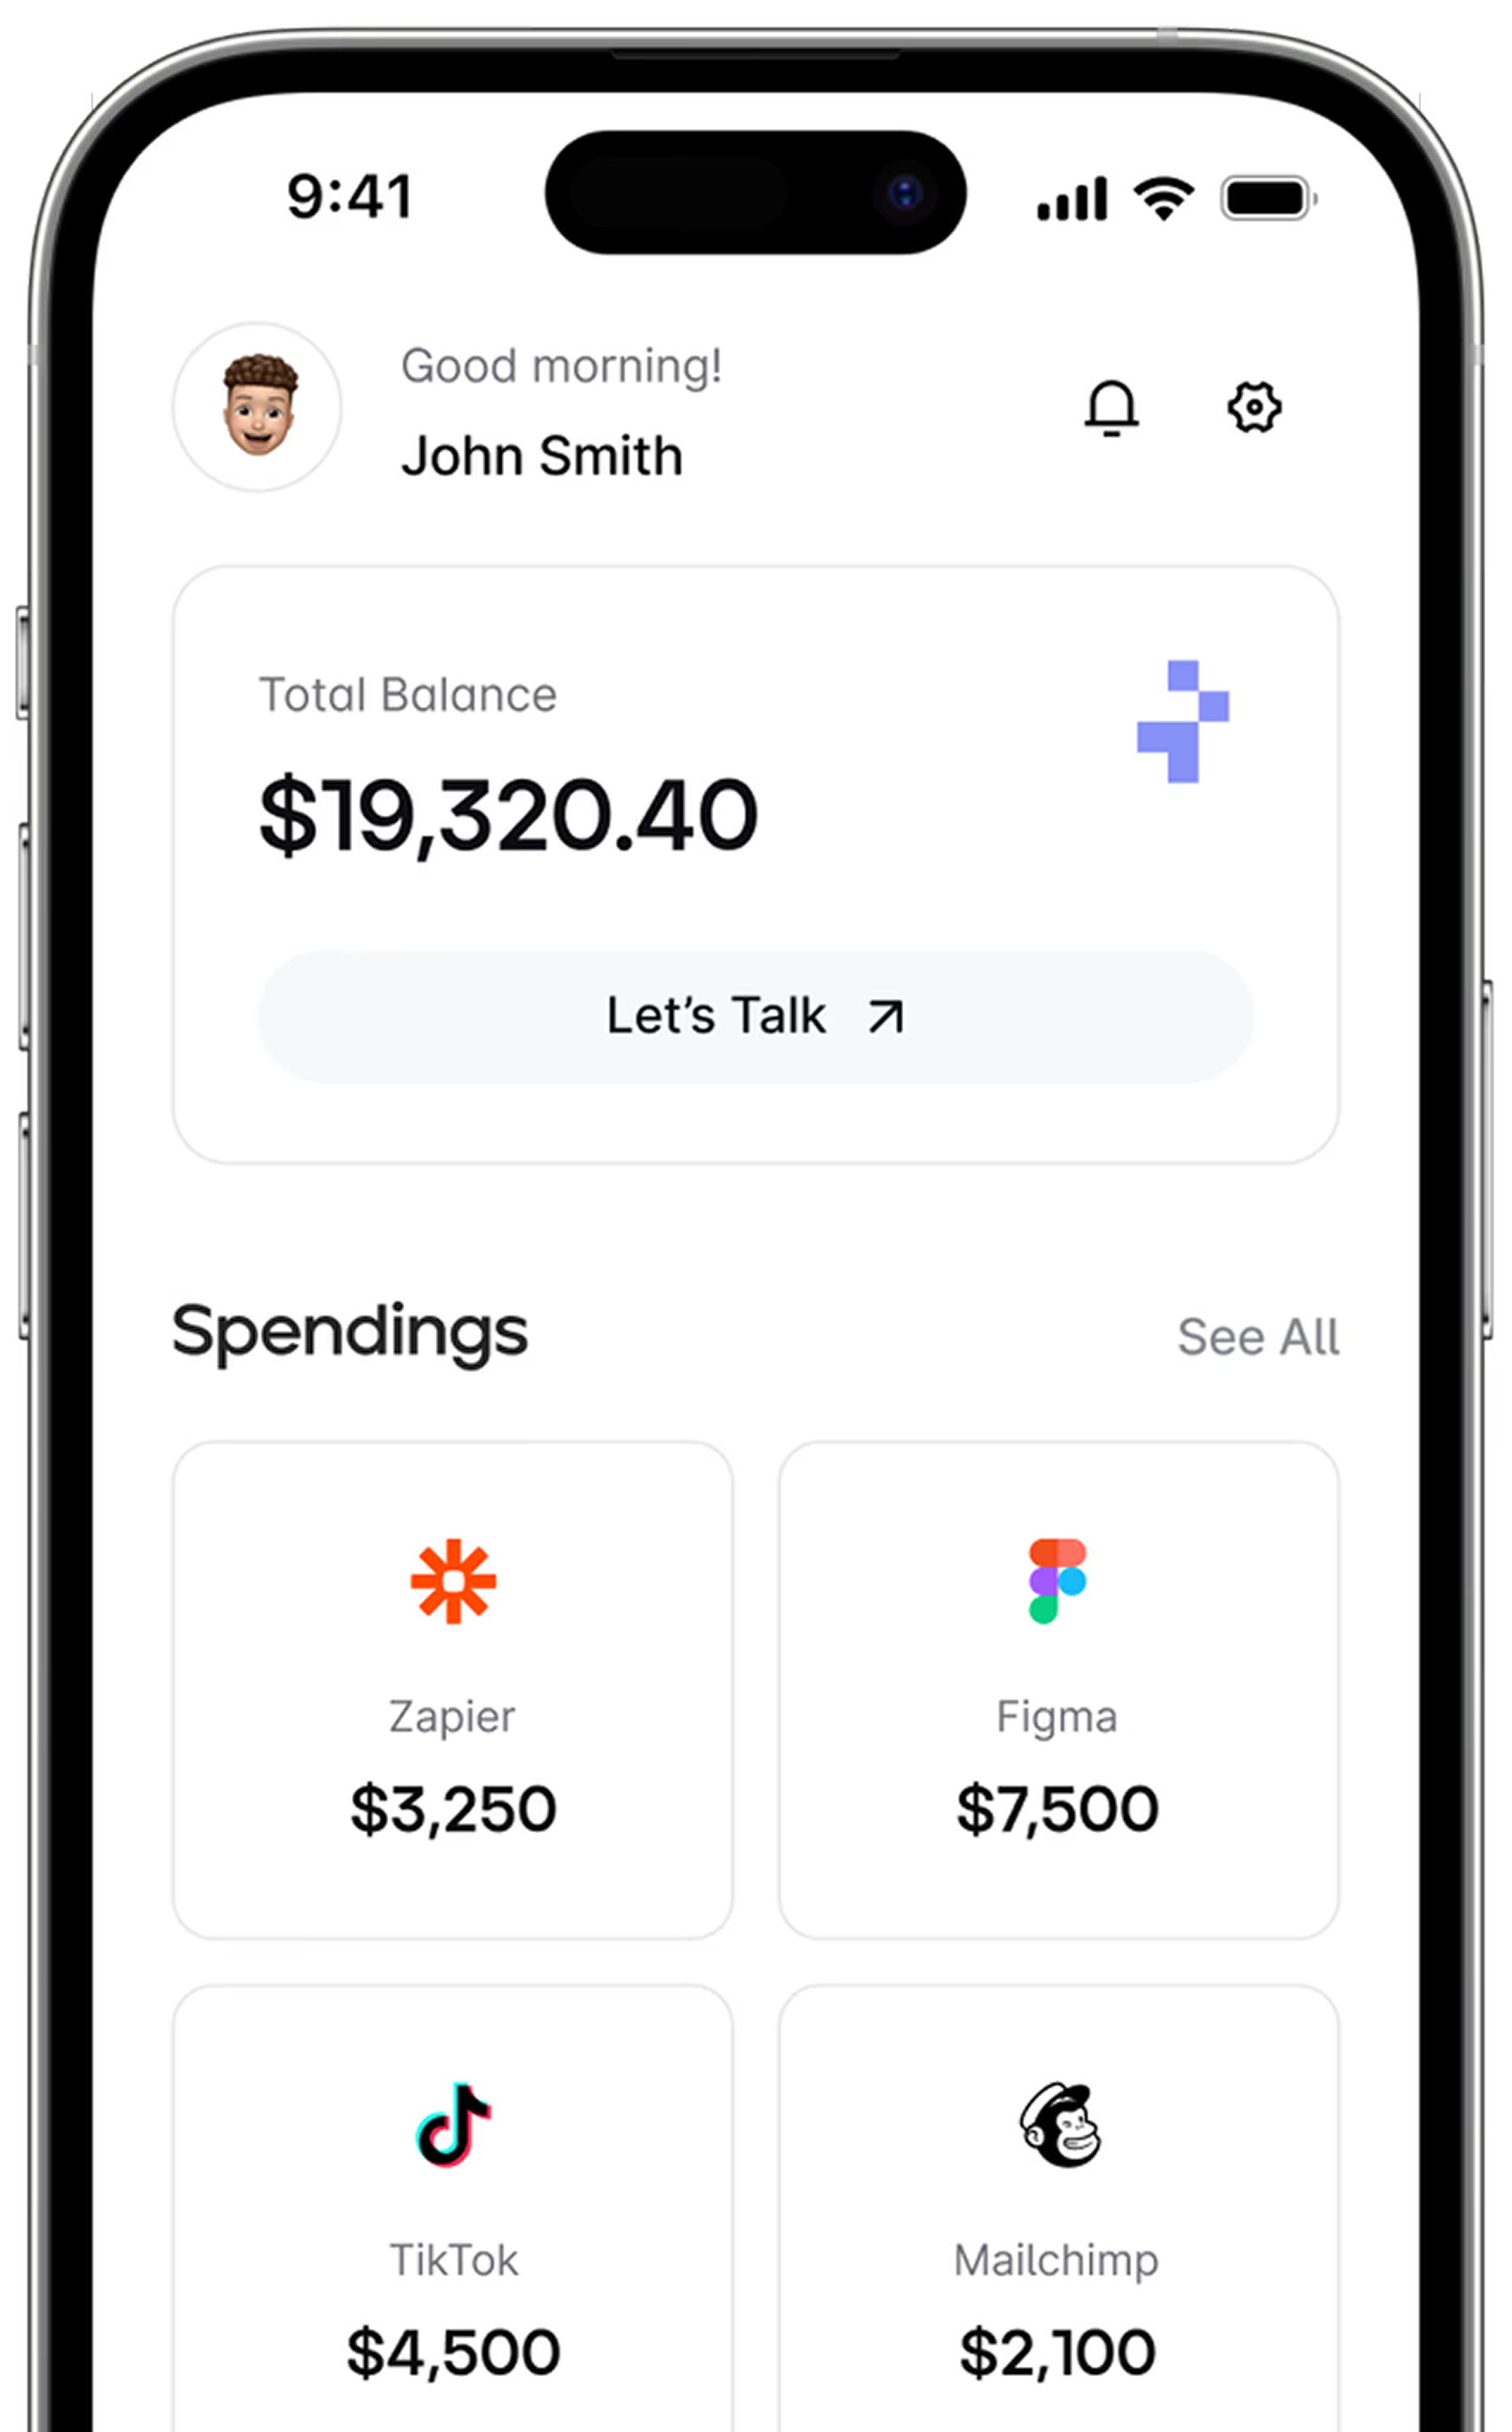 9:41
Good morning!
John Smith
Total Balance
$19,320.40
Let’s Talk
Spendings
See All
Zapier
$3,250
Figma
$7,500
TikTok
$4,500
Mailchimp
$2,100